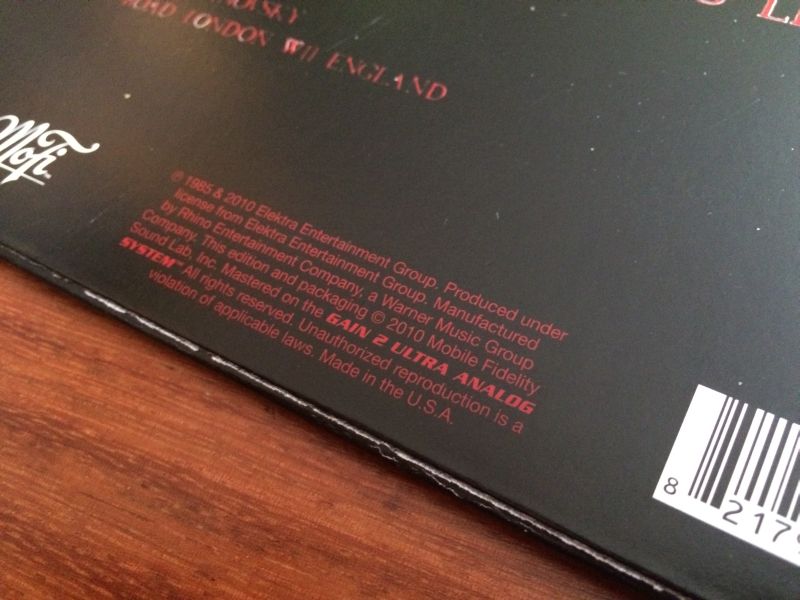 LONDON W11 ENGLAND
MoFi™
℗ 1985 & 2010 Elektra Entertainment Group. Produced under
license from Elektra Entertainment Group. Manufactured
by Rhino Entertainment Company, a Warner Music Group
Company. This edition and packaging © 2010 Mobile Fidelity
Sound Lab, Inc. Mastered on the GAIN 2 ULTRA ANALOG
SYSTEM™ All rights reserved. Unauthorized reproduction is a
violation of applicable laws. Made in the U.S.A.
8 2179